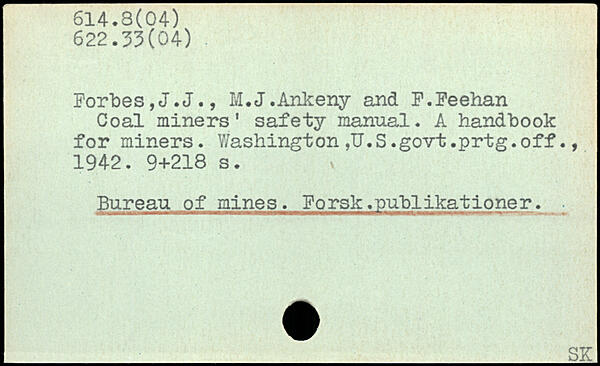 614.8(04)
622.33(04)
Forbes,J.J., M.J.Ankeny and F.Feehan
Coal miners' safety manual. A handbook
for miners. Washington,U.S.govt.prtg.off.,
1942. 9+218 s.
Bureau of mines. Forsk.publikationer.
SK